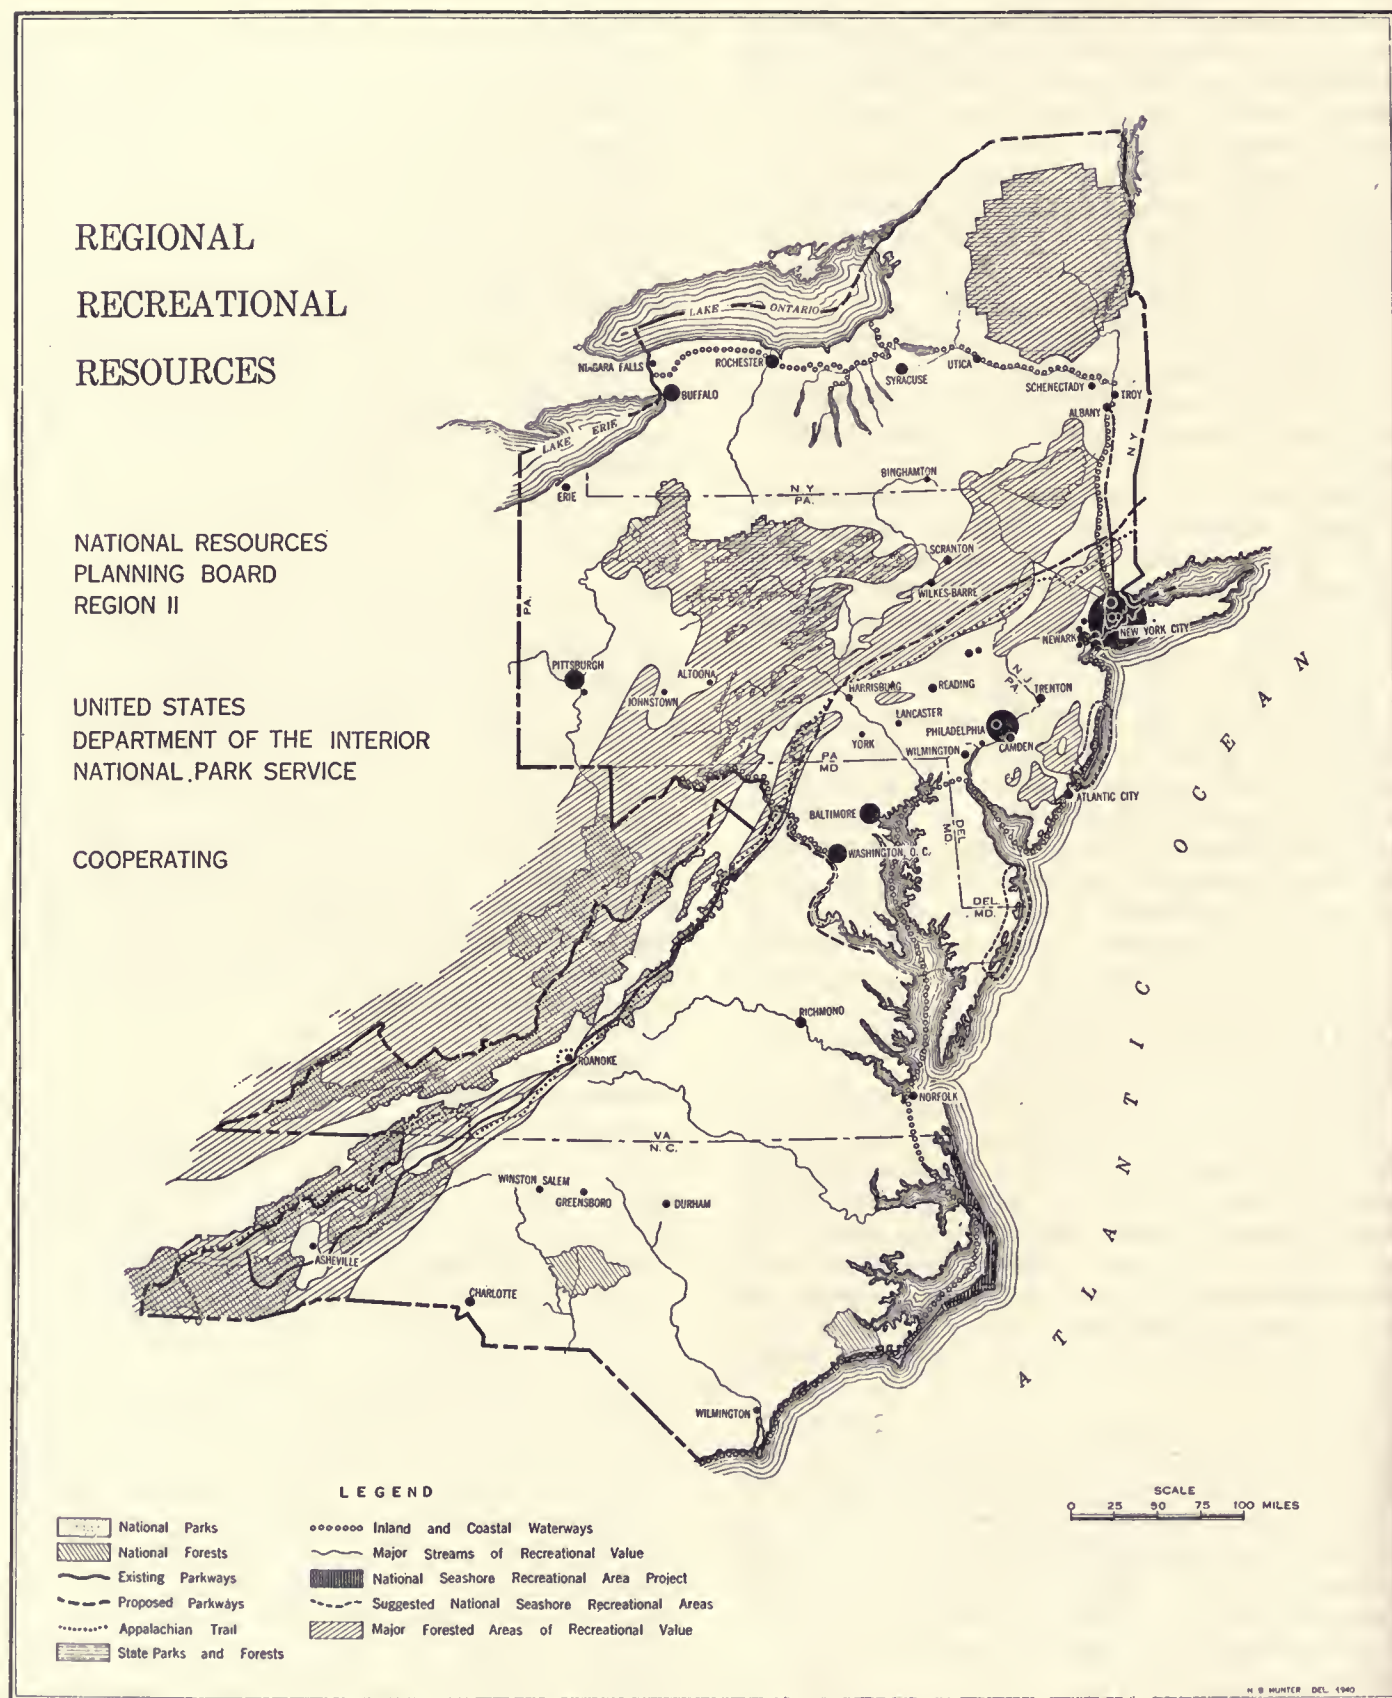 REGIONAL
RECREATIONAL
RESOURCES
NATIONAL RESOURCES
PLANNING BOARD
REGION II
UNITED STATES
DEPARTMENT OF THE INTERIOR
NATIONAL PARK SERVICE
COOPERATING
LAKE ONTARIO
NIAGARA FALLS
ROCHESTER
SYRACUSE
UTICA
SCHENECTADY
TROY
ALBANY
BUFFALO
LAKE ERIE
ERIE
N Y
BINGHAMTON
N Y
PA.
SCRANTON
WILKES-BARRE
PA.
NEW YORK CITY
NEWARK
PITTSBURGH
ALTOONA
JOHNSTOWN
HARRISBURG
READING
N J
PA.
TRENTON
LANCASTER
PHILADELPHIA
CAMDEN
YORK
WILMINGTON
PA
MD
ATLANTIC CITY
BALTIMORE
DEL.
MD.
WASHINGTON, D. C.
DEL.
MD.
RICHMOND
ROANOKE
NORFOLK
VA
N. C.
WINSTON SALEM
GREENSBORO
DURHAM
ASHEVILLE
CHARLOTTE
WILMINGTON
ATLANTIC OCEAN
LEGEND
National Parks
National Forests
Existing Parkways
Proposed Parkways
Appalachian Trail
State Parks and Forests
Inland and Coastal Waterways
Major Streams of Recreational Value
National Seashore Recreational Area Project
Suggested National Seashore Recreational Areas
Major Forested Areas of Recreational Value
SCALE
0 25 50 75 100 MILES
N B HUNTER DEL. 1940